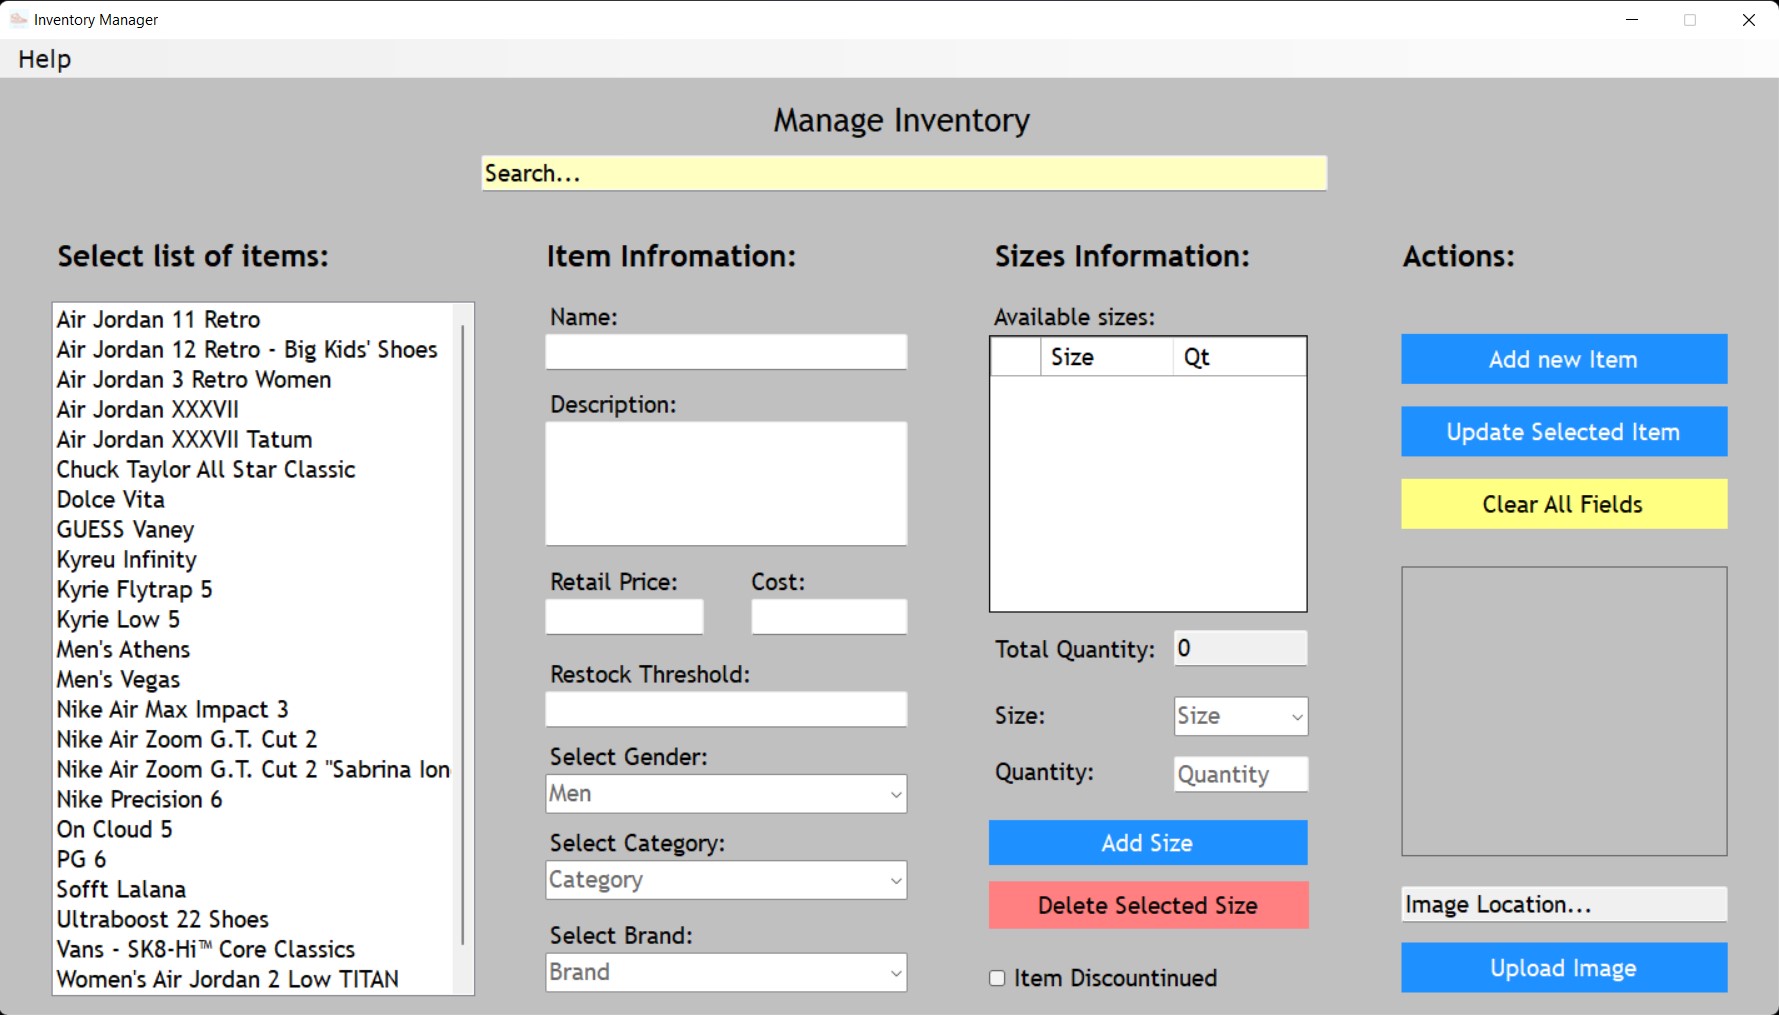 Inventory Manager
Help
Manage Inventory
Search...
Select list of items:
Air Jordan 11 Retro
Air Jordan 12 Retro - Big Kids' Shoes
Air Jordan 3 Retro Women
Air Jordan XXXVII
Air Jordan XXXVII Tatum
Chuck Taylor All Star Classic
Dolce Vita
GUESS Vaney
Kyreu Infinity
Kyrie Flytrap 5
Kyrie Low 5
Men's Athens
Men's Vegas
Nike Air Max Impact 3
Nike Air Zoom G.T. Cut 2
Nike Air Zoom G.T. Cut 2 "Sabrina Ion
Nike Precision 6
On Cloud 5
PG 6
Sofft Lalana
Ultraboost 22 Shoes
Vans - SK8-Hi™ Core Classics
Women's Air Jordan 2 Low TITAN
Item Infromation:
Name:
Description:
Retail Price: Cost:
Restock Threshold:
Select Gender:
Men
Select Category:
Category
Select Brand:
Brand
Sizes Information:
Available sizes:
Size Qt
Total Quantity: 0
Size: Size
Quantity: Quantity
Add Size
Delete Selected Size
Item Discountinued
Actions:
Add new Item
Update Selected Item
Clear All Fields
Image Location...
Upload Image